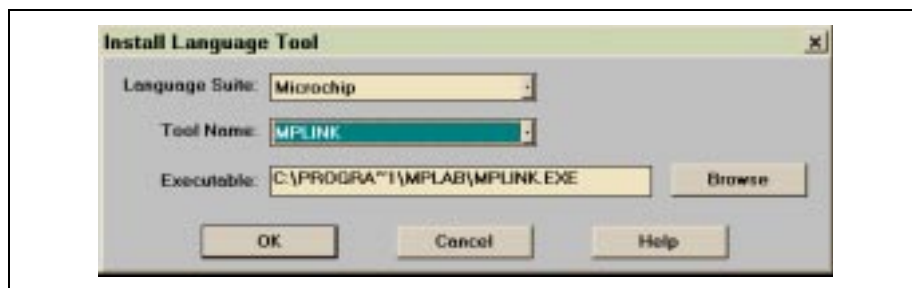 Install Language Tool
Language Suite: Microchip
Tool Name: MPLINK
Executable: C:\PROGRA~1\MPLAB\MPLINK.EXE Browse
OK Cancel Help